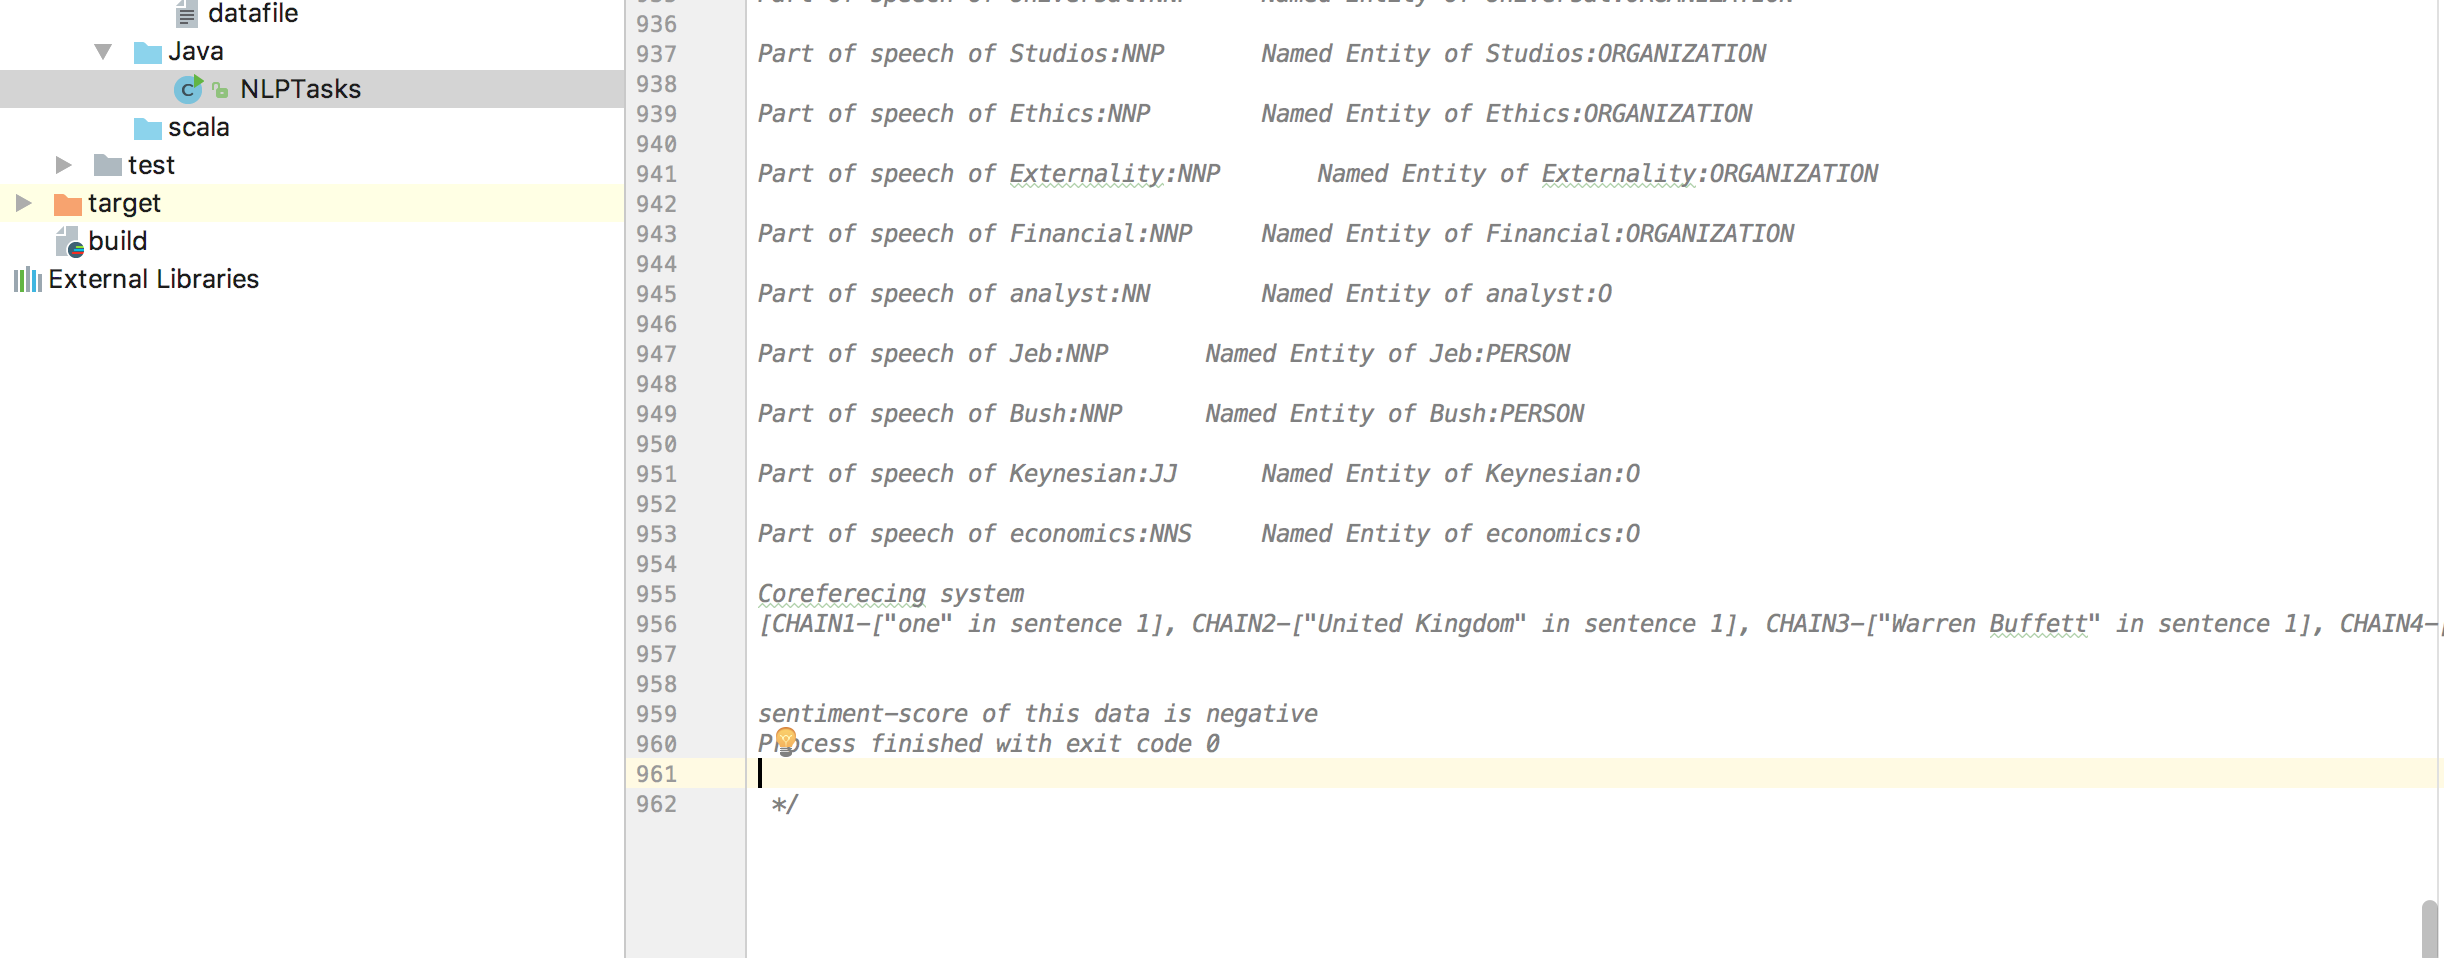 datafile
Java
NLPTasks
scala
test
target
build
External Libraries
936
937 Part of speech of Studios:NNP Named Entity of Studios:ORGANIZATION
938
939 Part of speech of Ethics:NNP Named Entity of Ethics:ORGANIZATION
940
941 Part of speech of Externality:NNP Named Entity of Externality:ORGANIZATION
942
943 Part of speech of Financial:NNP Named Entity of Financial:ORGANIZATION
944
945 Part of speech of analyst:NN Named Entity of analyst:O
946
947 Part of speech of Jeb:NNP Named Entity of Jeb:PERSON
948
949 Part of speech of Bush:NNP Named Entity of Bush:PERSON
950
951 Part of speech of Keynesian:JJ Named Entity of Keynesian:O
952
953 Part of speech of economics:NNS Named Entity of economics:O
954
955 Coreferecing system
956 [CHAIN1-["one" in sentence 1], CHAIN2-["United Kingdom" in sentence 1], CHAIN3-["Warren Buffett" in sentence 1], CHAIN4-[
957
958
959 sentiment-score of this data is negative
960 Process finished with exit code 0
961
962 */